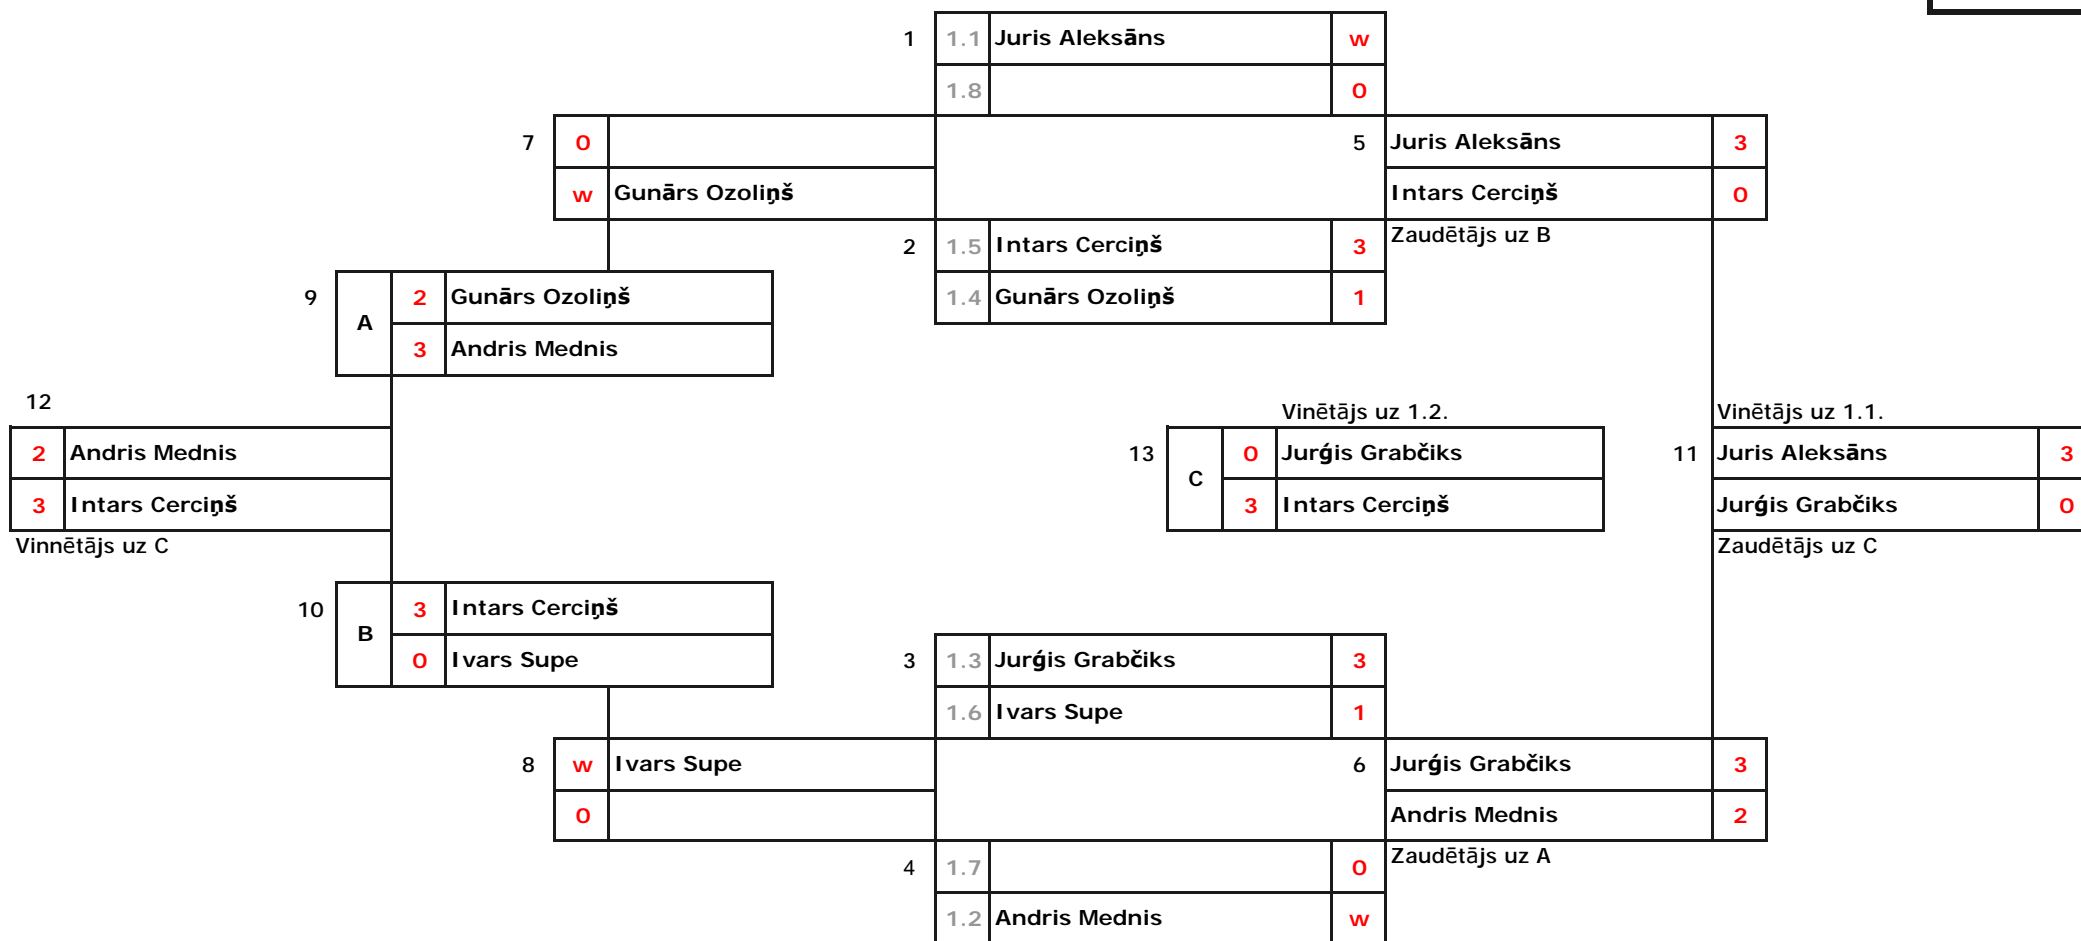 1 1.1 Juris Aleksāns w
1.8 0
7 0
5 Juris Aleksāns 3
w Gunārs Ozoliņš
Intars Cerciņš 0
2 1.5 Intars Cerciņš 3
Zaudētājs uz B
9 A 2 Gunārs Ozoliņš
1.4 Gunārs Ozoliņš 1
3 Andris Mednis
12
Vinētājs uz 1.2.
Vinētājs uz 1.1.
2 Andris Mednis
13 C 0 Jurģis Grabčiks
11 Juris Aleksāns 3
3 Intars Cerciņš
3 Intars Cerciņš
Jurģis Grabčiks 0
Vinnētājs uz C
Zaudētājs uz C
10 B 3 Intars Cerciņš
0 Ivars Supe
3 1.3 Jurģis Grabčiks 3
1.6 Ivars Supe 1
8 w Ivars Supe
6 Jurģis Grabčiks 3
0
Andris Mednis 2
4 1.7 0
Zaudētājs uz A
1.2 Andris Mednis w